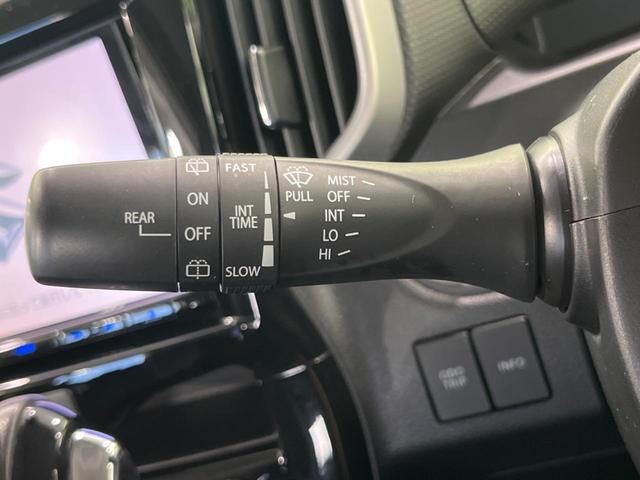 REAR
ON
OFF
FAST
INT
TIME
SLOW
PULL
MIST
OFF
INT
LO
HI
ODO
TRIP
INFO